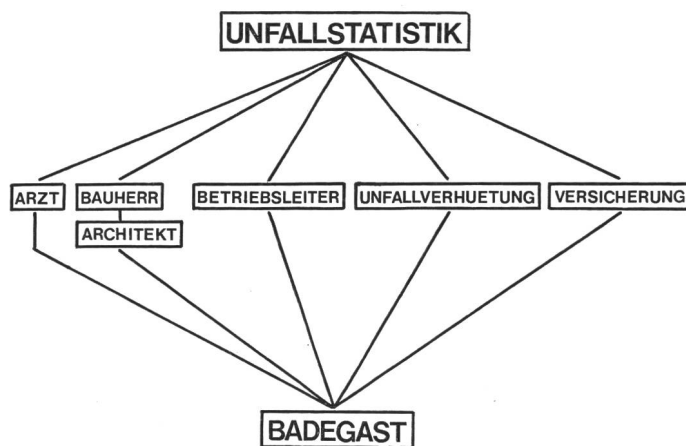 UNFALLSTATISTIK
ARZT BAUHERR BETRIEBSLEITER UNFALLVERHUETUNG VERSICHERUNG
ARCHITEKT
BADEGAST